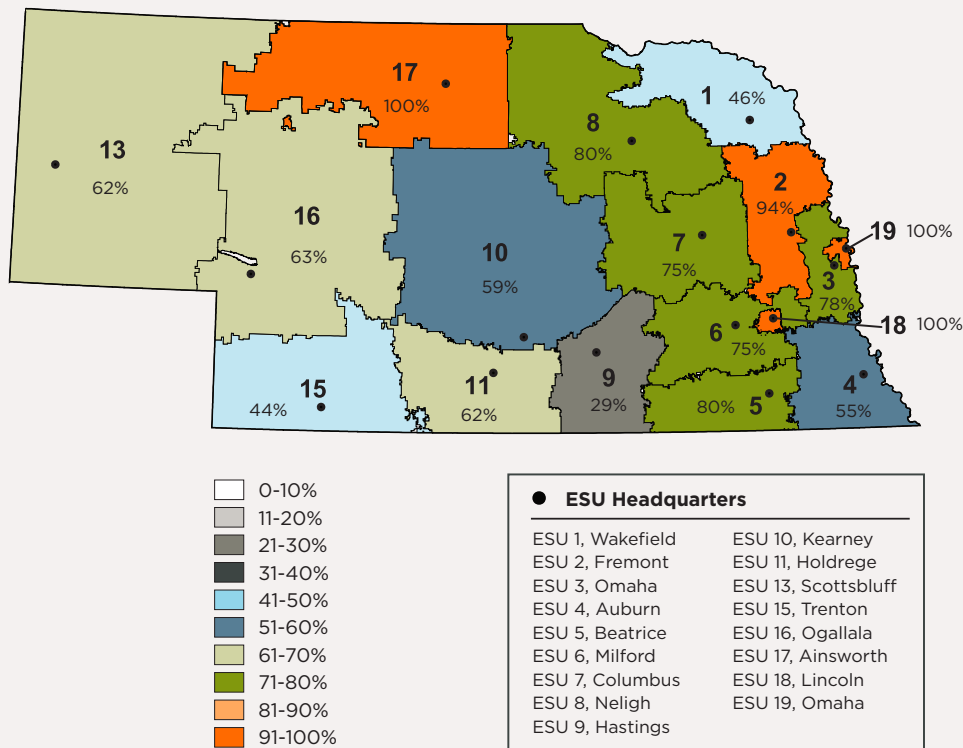 17
100%
1
46%
8
80%
13
62%
2
94%
16
63%
19 100%
7
75%
10
59%
3
78%
18 100%
6
75%
9
29%
11
62%
15
44%
4
55%
80% 5
0-10%
11-20%
21-30%
31-40%
41-50%
51-60%
61-70%
71-80%
81-90%
91-100%
ESU Headquarters
ESU 1, Wakefield
ESU 2, Fremont
ESU 3, Omaha
ESU 4, Auburn
ESU 5, Beatrice
ESU 6, Milford
ESU 7, Columbus
ESU 8, Neligh
ESU 9, Hastings
ESU 10, Kearney
ESU 11, Holdrege
ESU 13, Scottsbluff
ESU 15, Trenton
ESU 16, Ogallala
ESU 17, Ainsworth
ESU 18, Lincoln
ESU 19, Omaha